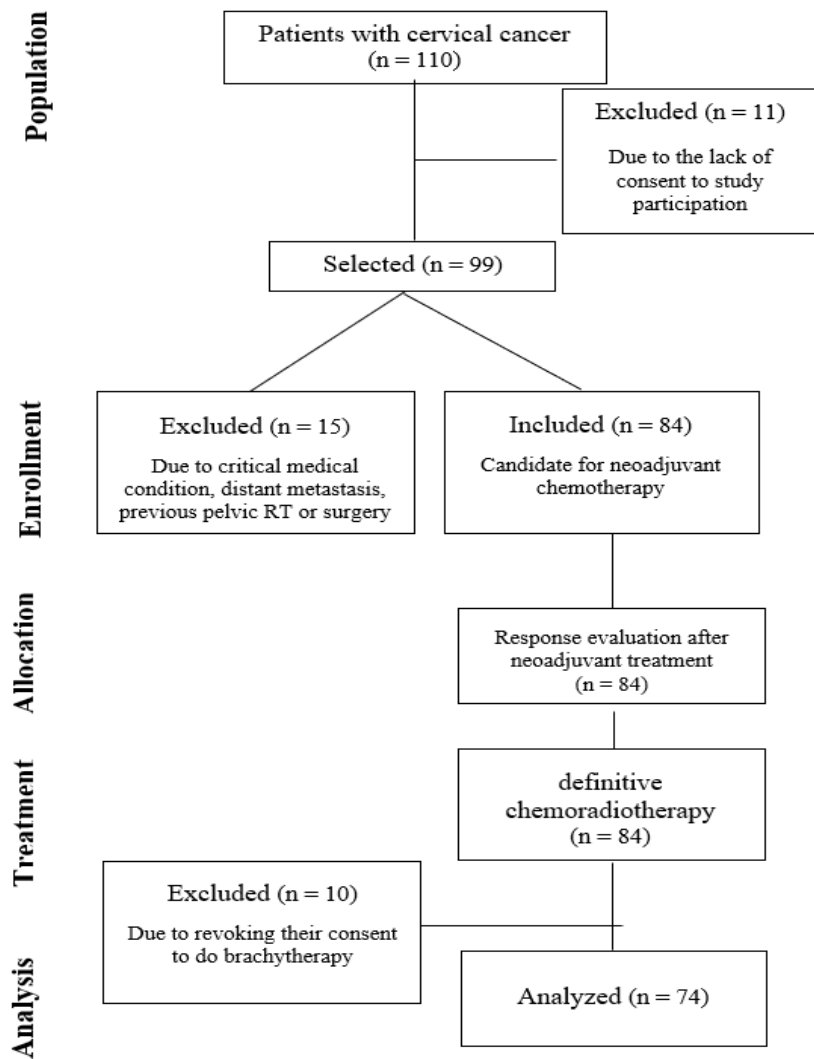 Population
Patients with cervical cancer
(n = 110)
Excluded (n = 11)
Due to the lack of
consent to study
participation
Selected (n = 99)
Enrollment
Excluded (n = 15)
Due to critical medical
condition, distant metastasis,
previous pelvic RT or surgery
Included (n = 84)
Candidate for neoadjuvant
chemotherapy
Allocation
Response evaluation after
neoadjuvant treatment
(n = 84)
Treatment
definitive
chemoradiotherapy
(n = 84)
Excluded (n = 10)
Due to revoking their consent
to do brachytherapy
Analysis
Analyzed (n = 74)